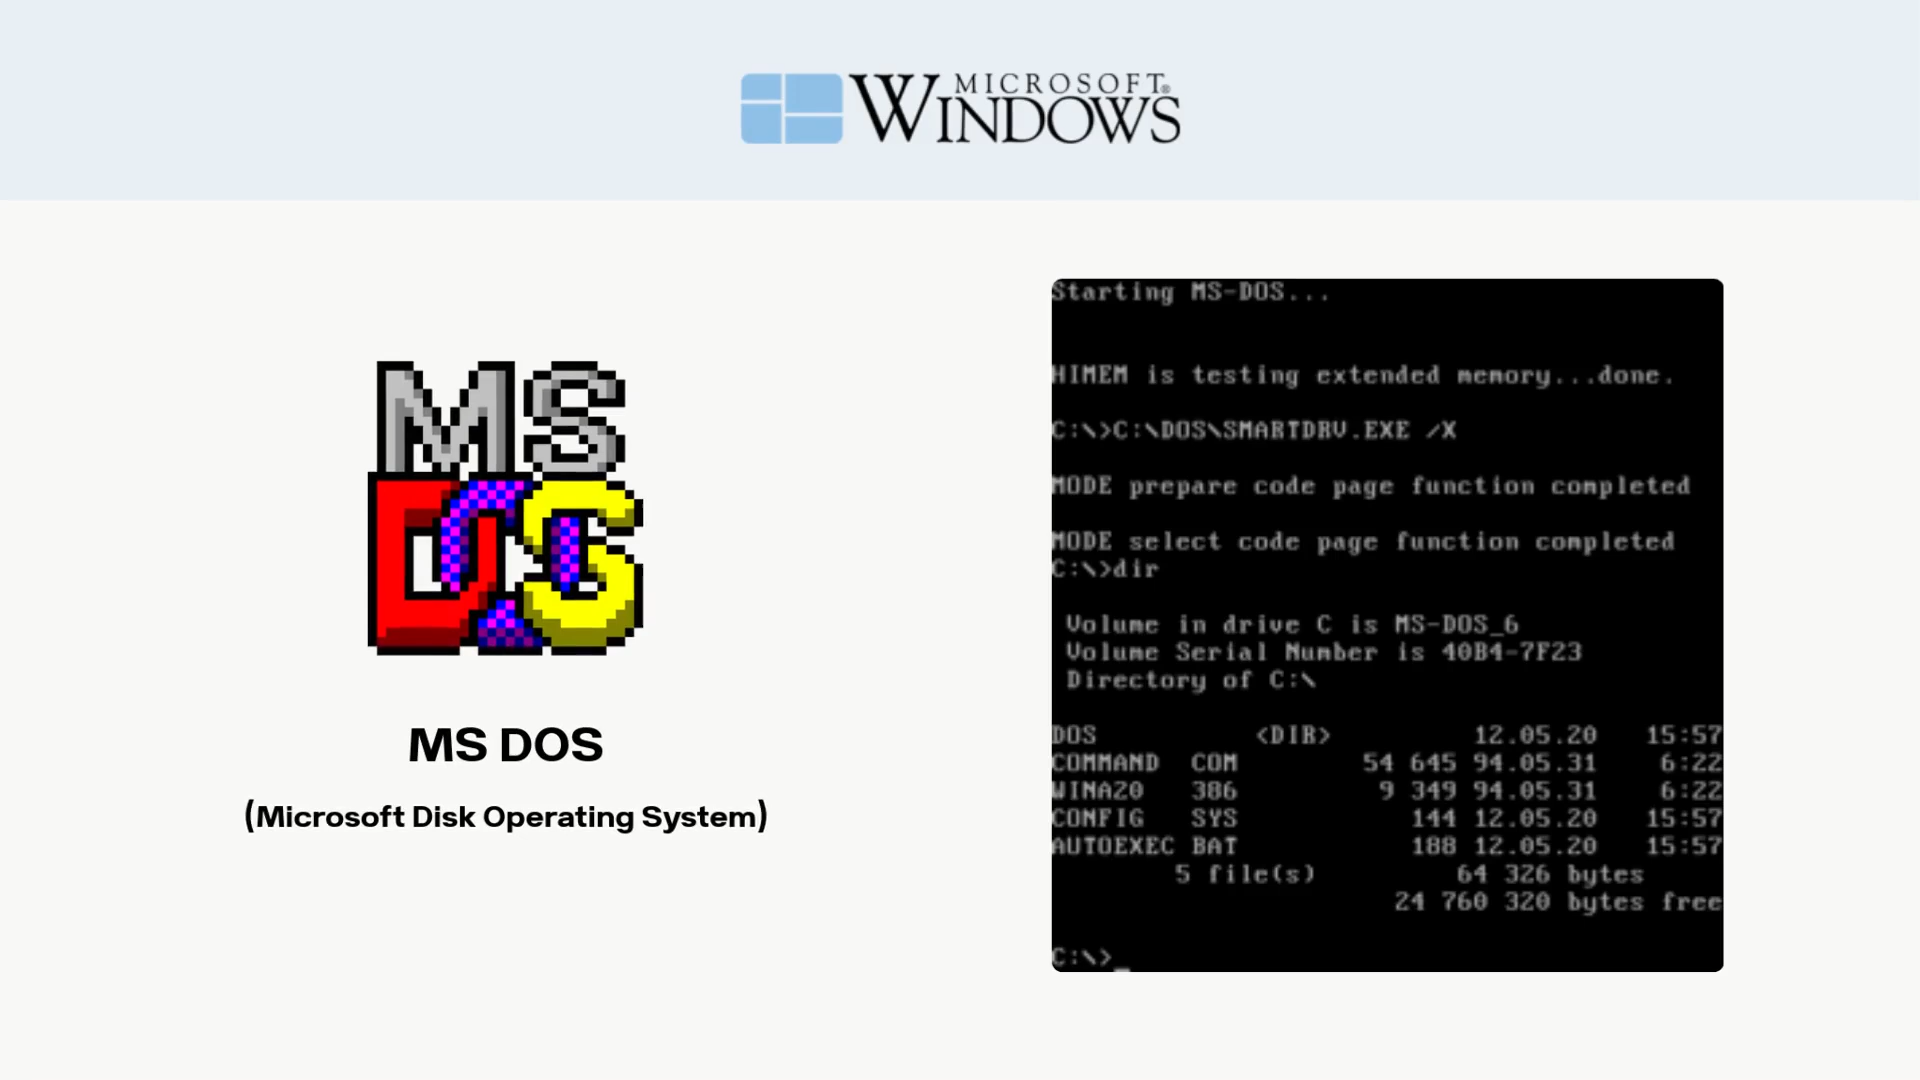 MICROSOFT®
WINDOWS
MS
DOS
MS DOS
(Microsoft Disk Operating System)
Starting MS-DOS...
HIMEM is testing extended memory...done.
C:\>C:\DOS\SMARTDRV.EXE /X
MODE prepare code page function completed
MODE select code page function completed
C:\>dir
Volume in drive C is MS-DOS_6
Volume Serial Number is 40B4-7F23
Directory of C:\
DOS <DIR> 12.05.20 15:57
COMMAND COM 54 645 94.05.31 6:22
WINA20 386 9 349 94.05.31 6:22
CONFIG SYS 144 12.05.20 15:57
AUTOEXEC BAT 188 12.05.20 15:57
5 file(s) 64 326 bytes
24 760 320 bytes free
C:\>_